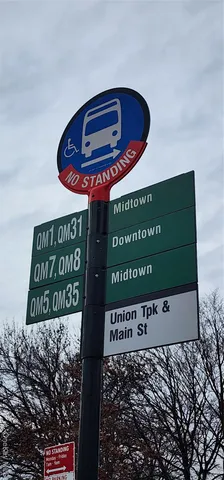 NO STANDING
QM1, QM31
Midtown
QM7, QM8
Downtown
QM5, QM35
Midtown
Union Tpk &
Main St
NO STANDING